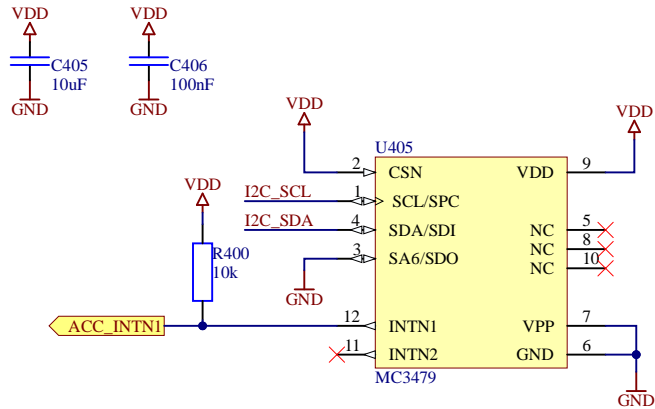 VDD
VDD
C405
10uF
GND
C406
100nF
GND
VDD
VDD
U405
2
CSN
VDD
9
I2C_SCL
1
SCL/SPC
I2C_SDA
4
SDA/SDI
NC
5
3
SA6/SDO
NC
8
NC
10
GND
VDD
R400
10k
ACC_INTN1
12
INTN1
VPP
7
11
INTN2
GND
6
MC3479
GND